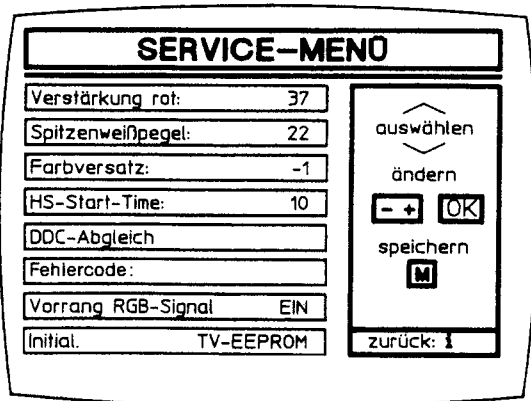 SERVICE-MENÜ
Verstärkung rot: 37
Spitzenweißpegel: 22
Farbversatz: -1
HS-Start-Time: 10
DDC-Abgleich
Fehlercode:
Vorrang RGB-Signal EIN
Initial. TV-EEPROM
auswählen
ändern
- + OK
speichern
M
zurück: i